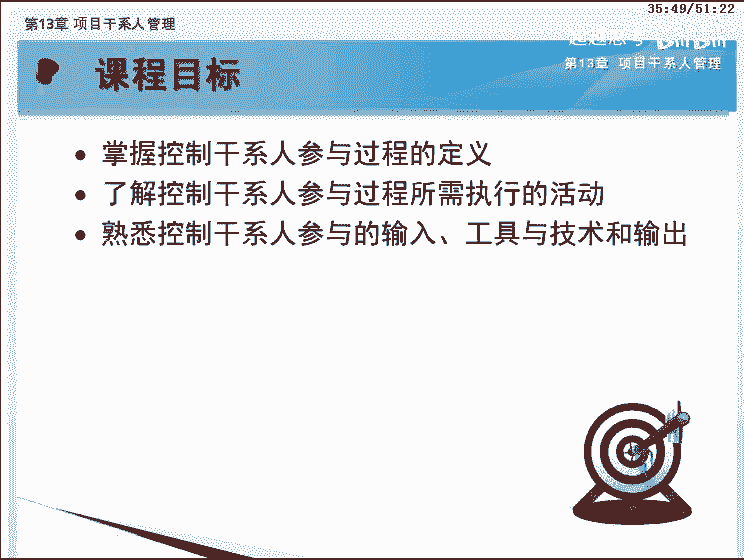 35:49/51:22
第13章 项目干系人管理
课程目标
第13章 项目干系人管理
掌握控制干系人参与过程的定义
了解控制干系人参与过程所需执行的活动
熟悉控制干系人参与的输入、工具与技术和输出